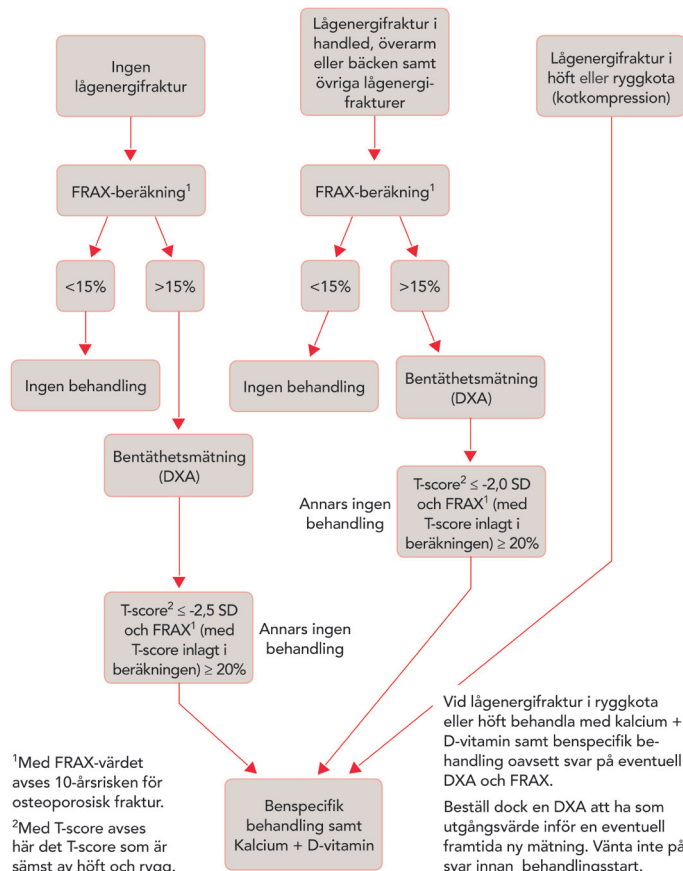 Ingen
lågenergifraktur
Lågenergifraktur i
handled, överarm
eller bäcken samt
övriga lågenergi-
frakturer
Lågenergifraktur i
höft eller ryggkota
(kotkompression)
FRAX-beräkning¹
FRAX-beräkning¹
<15%
>15%
<15%
>15%
Ingen behandling
Ingen behandling
Bentäthetsmätning
(DXA)
Bentäthetsmätning
(DXA)
Annars ingen
behandling
T-score² ≤ -2,0 SD
och FRAX¹ (med
T-score inlagt i
beräkningen) ≥ 20%
T-score² ≤ -2,5 SD
och FRAX¹ (med
T-score inlagt i
beräkningen) ≥ 20%
Annars ingen
behandling
¹Med FRAX-värdet
avses 10-årsrisken för
osteoporosisk fraktur.
²Med T-score avses
här det T-score som är
sämst av höft och rygg.
Benspecifik
behandling samt
Kalcium + D-vitamin
Vid lågenergifraktur i ryggkota
eller höft behandla med kalcium +
D-vitamin samt benspecifik be-
handling oavsett svar på eventuell
DXA och FRAX.
Beställ dock en DXA att ha som
utgångsvärde inför en eventuell
framtida ny mätning. Vänta inte på
svar innan behandlingsstart.